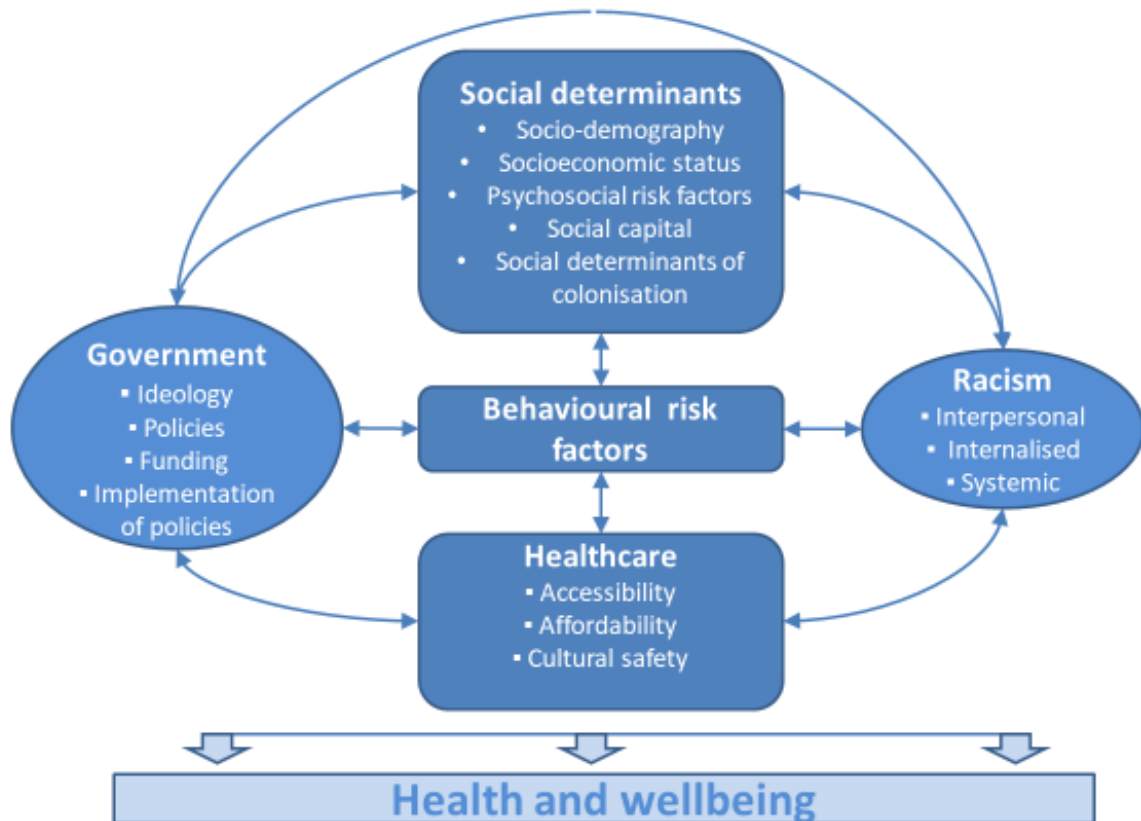 Social determinants
• Socio-demography
• Socioeconomic status
• Psychosocial risk factors
• Social capital
• Social determinants of
colonisation
Government
▪ Ideology
▪ Policies
▪ Funding
▪ Implementation
of policies
Behavioural risk
factors
Racism
▪ Interpersonal
▪ Internalised
▪ Systemic
Healthcare
▪ Accessibility
▪ Affordability
▪ Cultural safety
Health and wellbeing